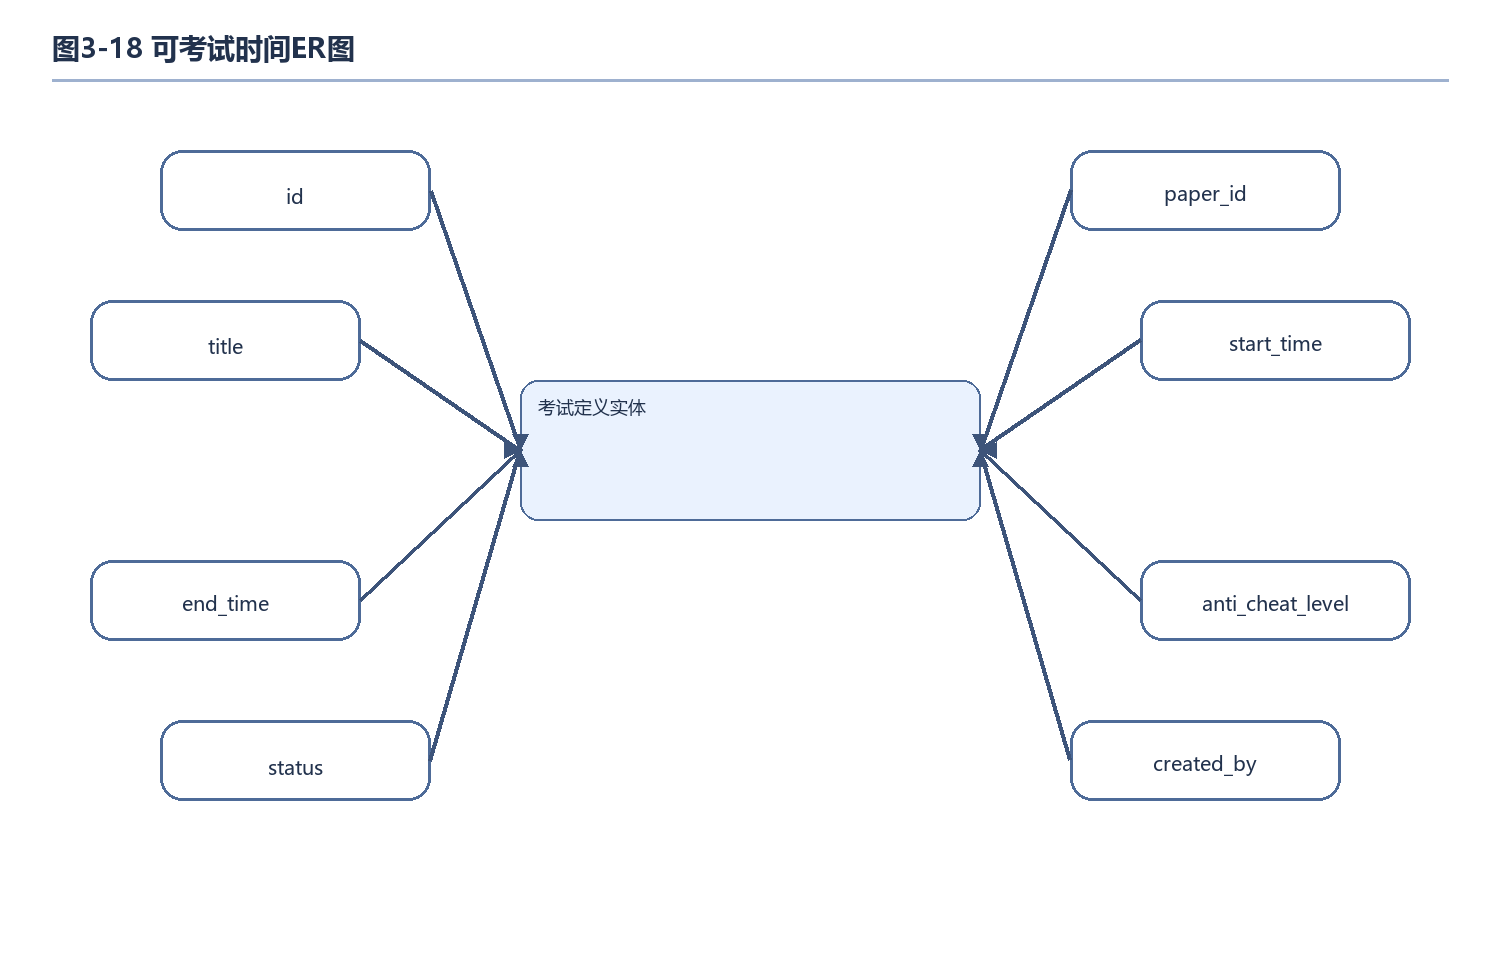 图3-18 可考试时间ER图
id
paper_id
title
start_time
考试定义实体
end_time
anti_cheat_level
status
created_by